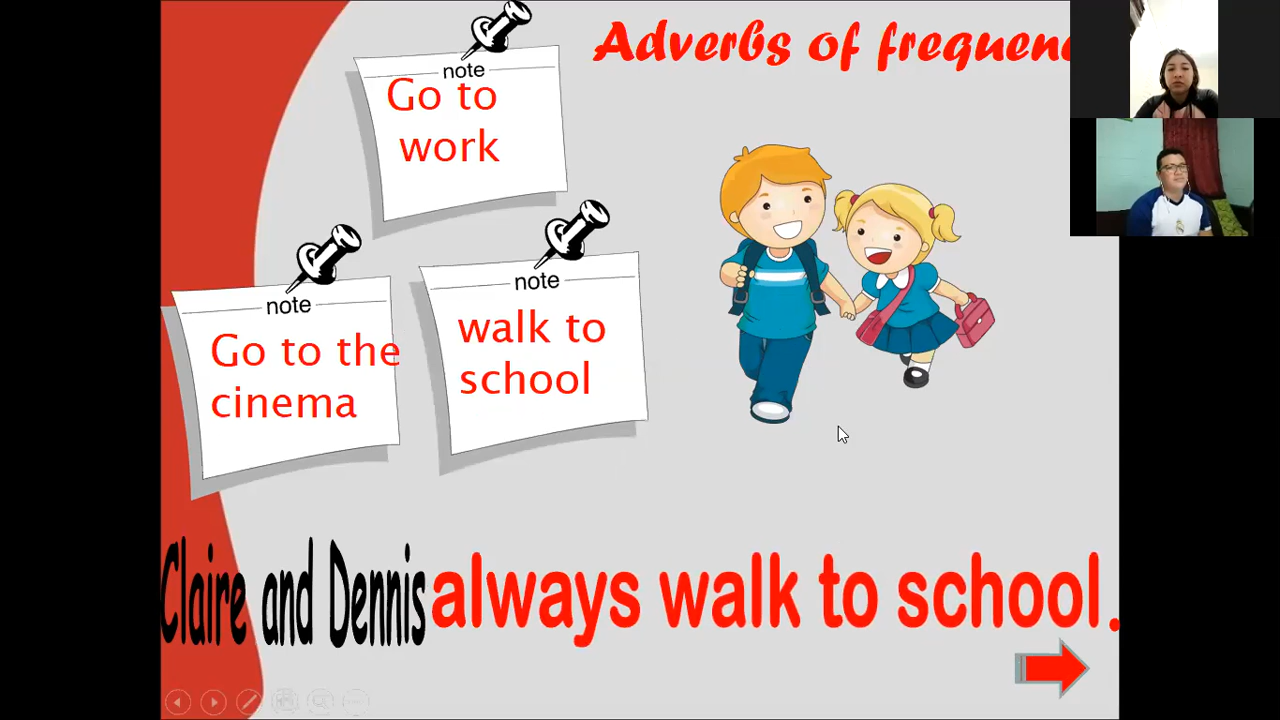 Adverbs of frequenc
note
Go to
work
note
Go to the
cinema
note
walk to
school
Claire and Dennis always walk to school.